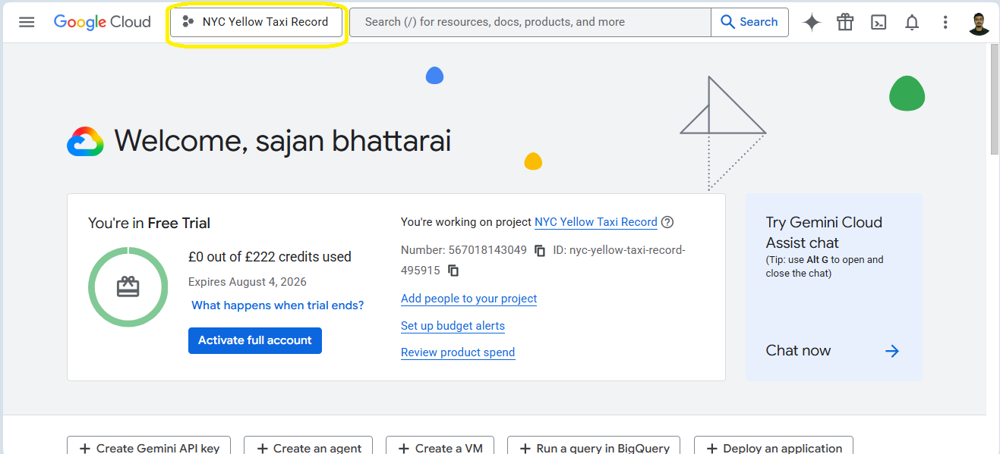 Google Cloud
NYC Yellow Taxi Record
Search (/) for resources, docs, products, and more
Search
Welcome, sajan bhattarai
You're in Free Trial
£0 out of £222 credits used
Expires August 4, 2026
What happens when trial ends?
Activate full account
You're working on project NYC Yellow Taxi Record
Number: 567018143049 ID: nyc-yellow-taxi-record-
495915
Add people to your project
Set up budget alerts
Review product spend
Try Gemini Cloud
Assist chat
(Tip: use Alt G to open and
close the chat)
Chat now
Create Gemini API key
Create an agent
Create a VM
Run a query in BigQuery
Deploy an application